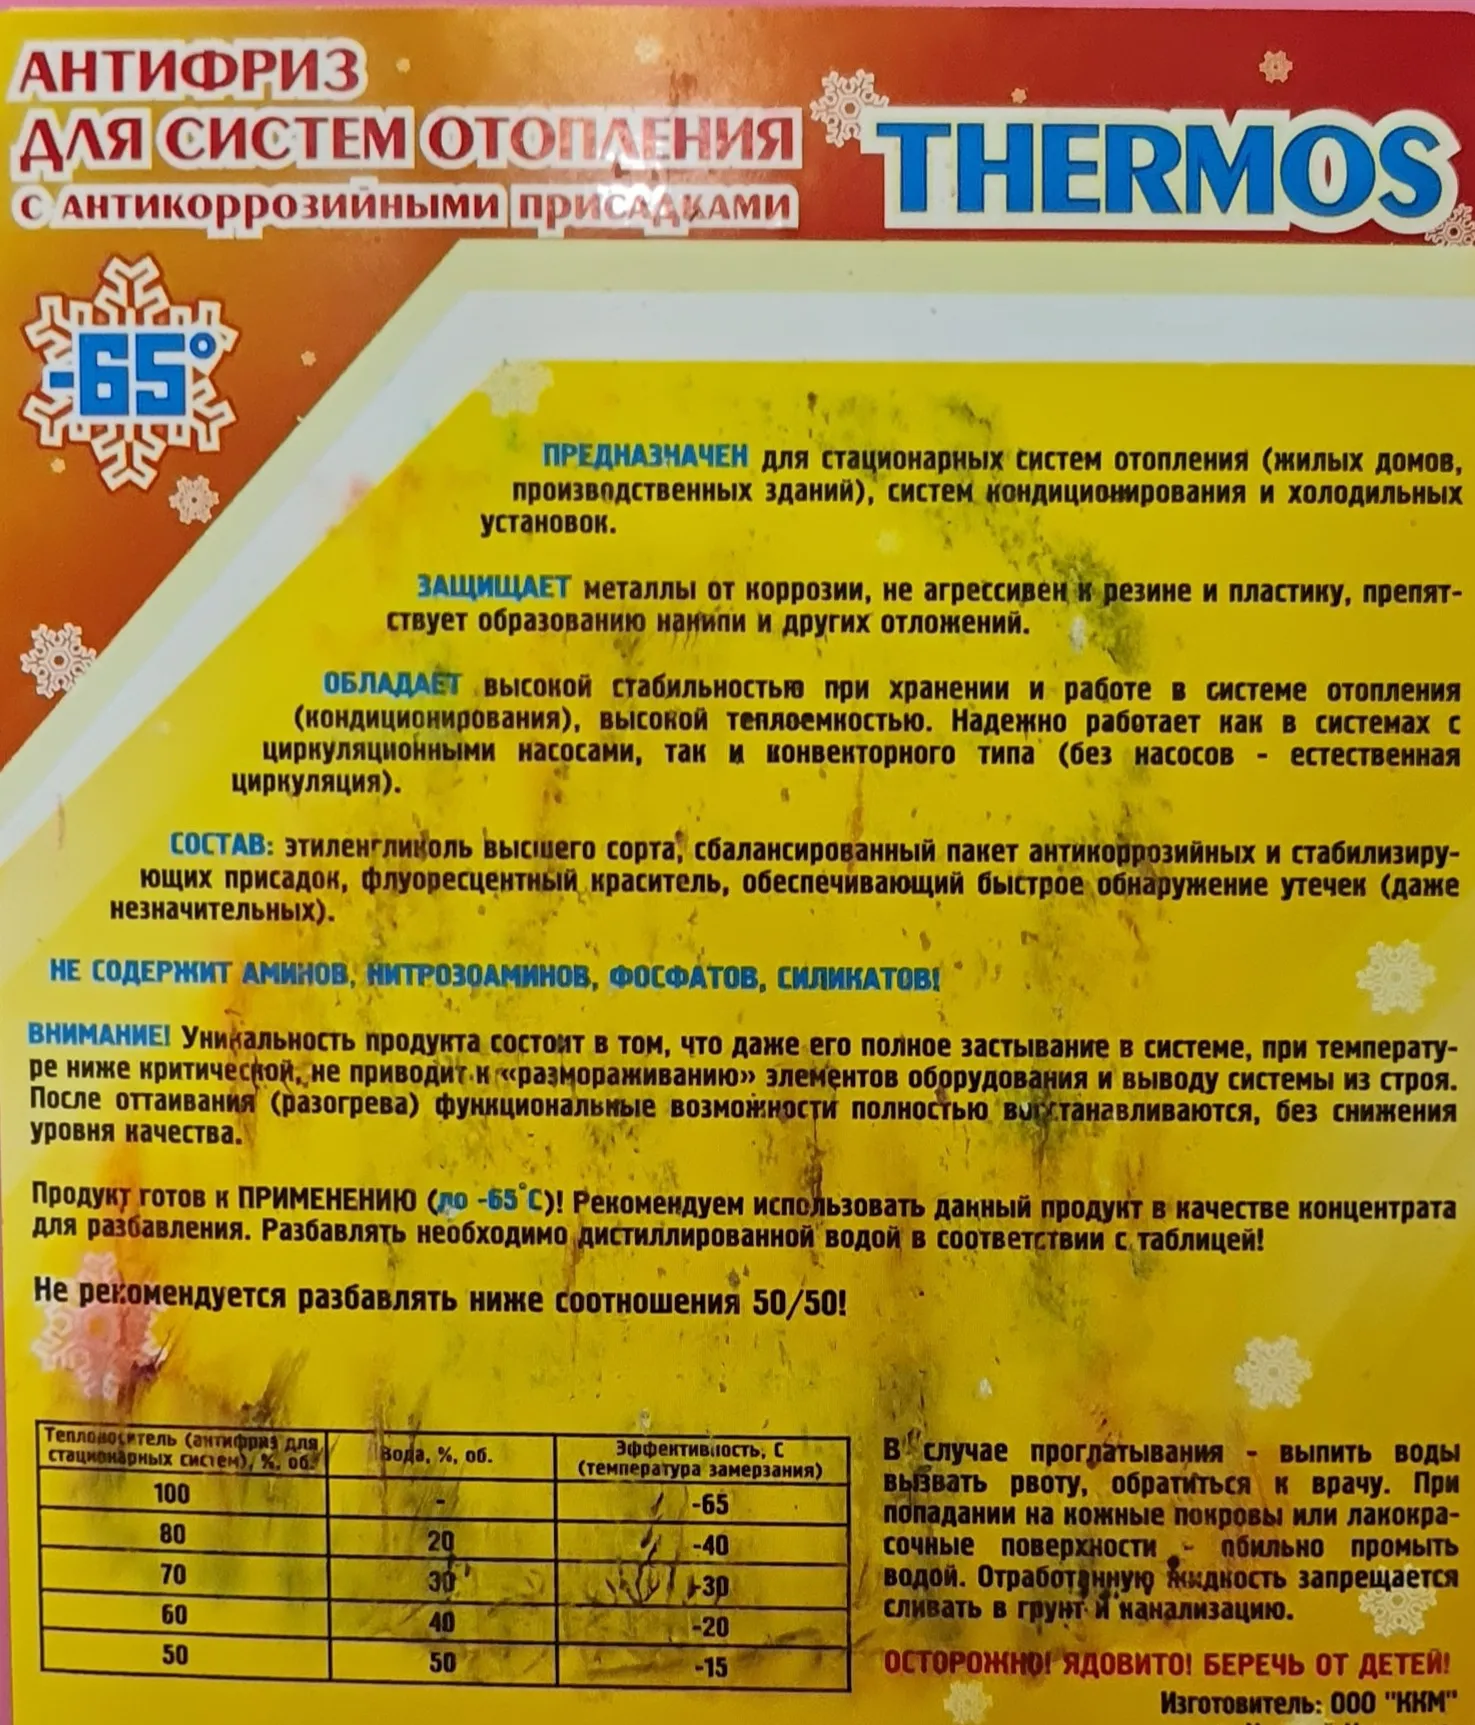 АНТИФРИЗ
ДЛЯ СИСТЕМ ОТОПЛЕНИЯ
С АНТИКОРРОЗИЙНЫМИ ПРИСАДКАМИ
THERMOS
-65°
ПРЕДНАЗНАЧЕН для стационарных систем отопления (жилых домов,
производственных зданий), систем кондиционирования и холодильных
установок.
ЗАЩИЩАЕТ металлы от коррозии, не агрессивен к резине и пластику, препят-
ствует образованию накипи и других отложений.
ОБЛАДАЕТ высокой стабильностью при хранении и работе в системе отопления
(кондиционирования), высокой теплоемкостью. Надежно работает как в системах с
циркуляционными насосами, так и конвекторного типа (без насосов - естественная
циркуляция).
СОСТАВ: этиленгликоль высшего сорта, сбалансированный пакет антикоррозийных и стабилизиру-
ющих присадок, флуоресцентный краситель, обеспечивающий быстрое обнаружение утечек (даже
незначительных).
НЕ СОДЕРЖИТ АМИНОВ, НИТРОЗОАМИНОВ, ФОСФАТОВ, СИЛИКАТОВ!
ВНИМАНИЕ! Уникальность продукта состоит в том, что даже его полное застывание в системе, при температу-
ре ниже критической, не приводит к «размораживанию» элементов оборудования и выводу системы из строя.
После оттаивания (разогрева) функциональные возможности полностью восстанавливаются, без снижения
уровня качества.
Продукт готов к ПРИМЕНЕНИЮ (до -65°С)! Рекомендуем использовать данный продукт в качестве концентрата
для разбавления. Разбавлять необходимо дистиллированной водой в соответствии с таблицей!
Не рекомендуется разбавлять ниже соотношения 50/50!
Теплоноситель (антифриз для
стационарных систем), %, об.
Вода, %, об.
Эффективность, С
(температура замерзания)
100 - -65
80 20 -40
70 30 -30
60 40 -20
50 50 -15
В случае проглатывания - выпить воды
вызвать рвоту, обратиться к врачу. При
попадании на кожные покровы или лакокра-
сочные поверхности - обильно промыть
водой. Отработанную жидкость запрещается
сливать в грунт и канализацию.
ОСТОРОЖНО! ЯДОВИТО! БЕРЕЧЬ ОТ ДЕТЕЙ!
Изготовитель: ООО "ККМ"